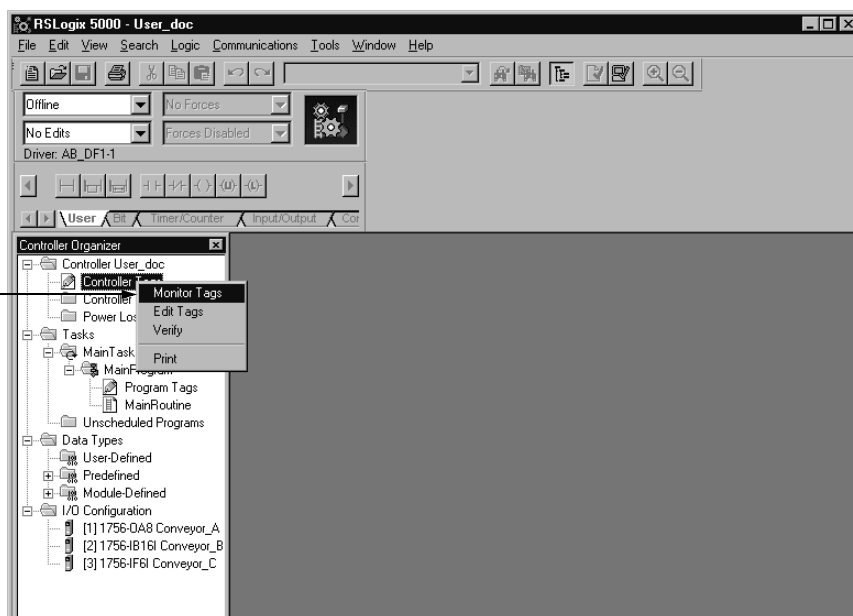 RSLogix 5000 - User_doc
File Edit View Search Logic Communications Tools Window Help
Offline No Forces
No Edits Forces Disabled
Driver: AB_DF1-1
User Bit Timer/Counter Input/Output Cor
Controller Organizer
Controller User_doc
Controller Tags
Controller
Power Los
Monitor Tags
Edit Tags
Verify
Print
Tasks
MainTask
MainProgram
Program Tags
MainRoutine
Unscheduled Programs
Data Types
User-Defined
Predefined
Module-Defined
I/O Configuration
[1] 1756-OA8 Conveyor_A
[2] 1756-IB16I Conveyor_B
[3] 1756-IF6I Conveyor_C